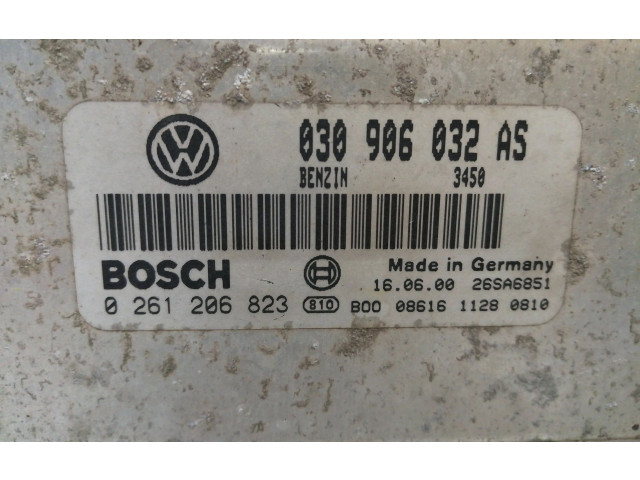 030 906 032 AS
BENZIN 3450
BOSCH Made in Germany
16.06.00 26SA6851
0 261 206 823 810 B00 08616 1128 0810